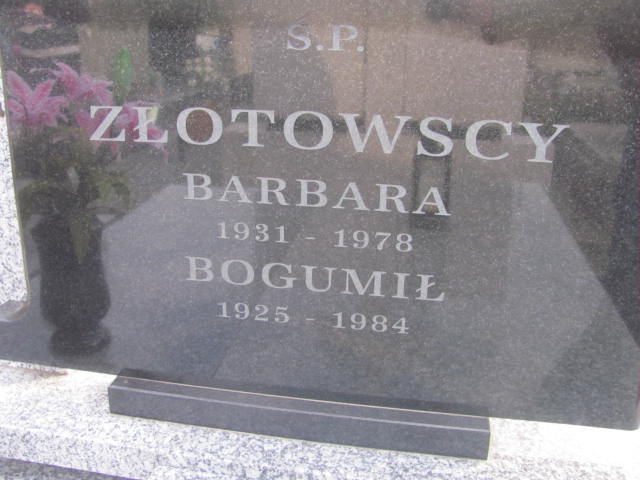 Ś.P.
ZŁOTOWSCY
BARBARA
1931 - 1978
BOGUMIŁ
1925 - 1984